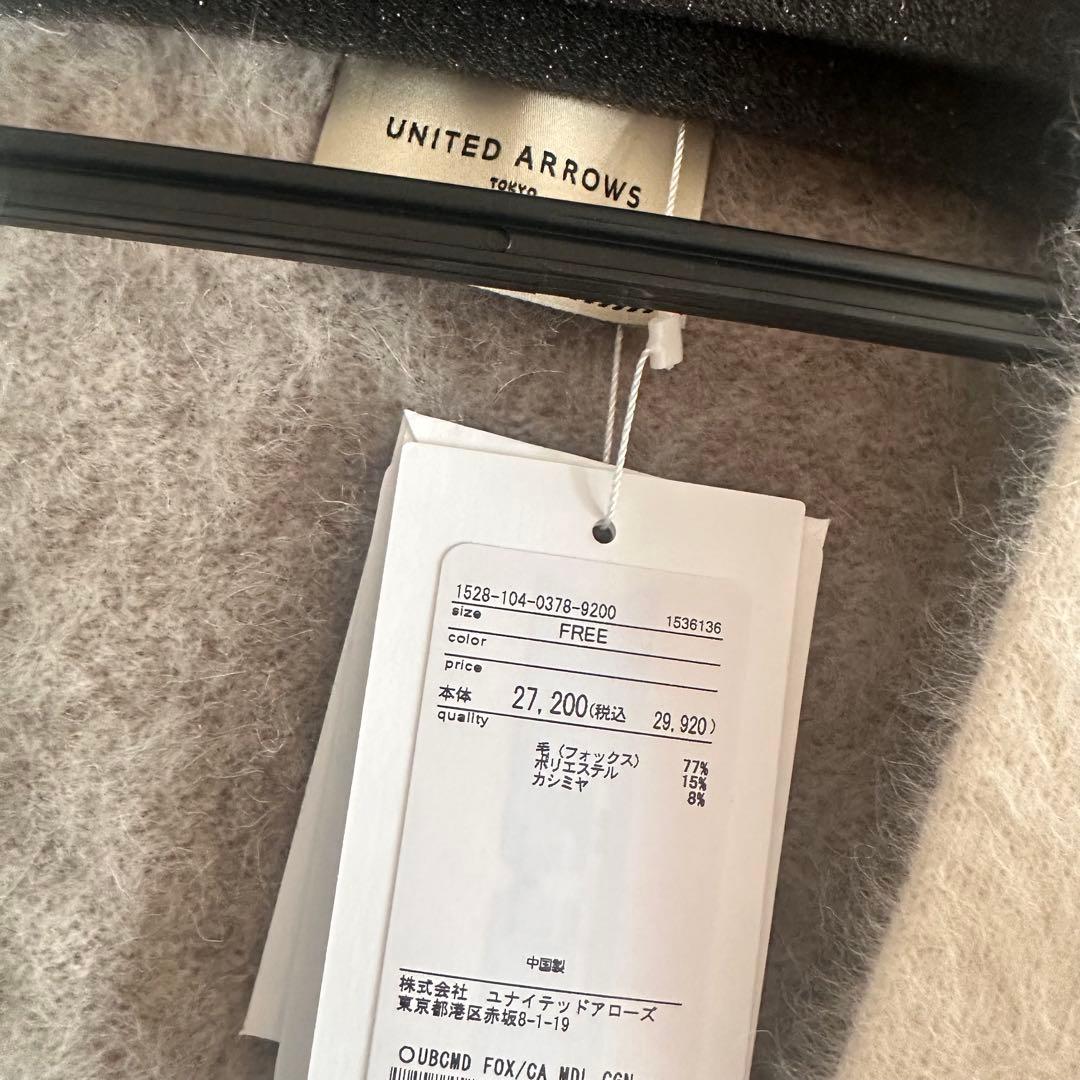 UNITED ARROWS
TOKYO
1528-104-0378-9200 1536136
size FREE
color
price
本体 27,200(税込 29,920)
quality
毛(フォックス) 77%
ポリエステル 15%
カシミヤ 8%
中国製
株式会社 ユナイテッドアローズ
東京都港区赤坂8-1-19
○UBCMD FOX/CA MDL CGN